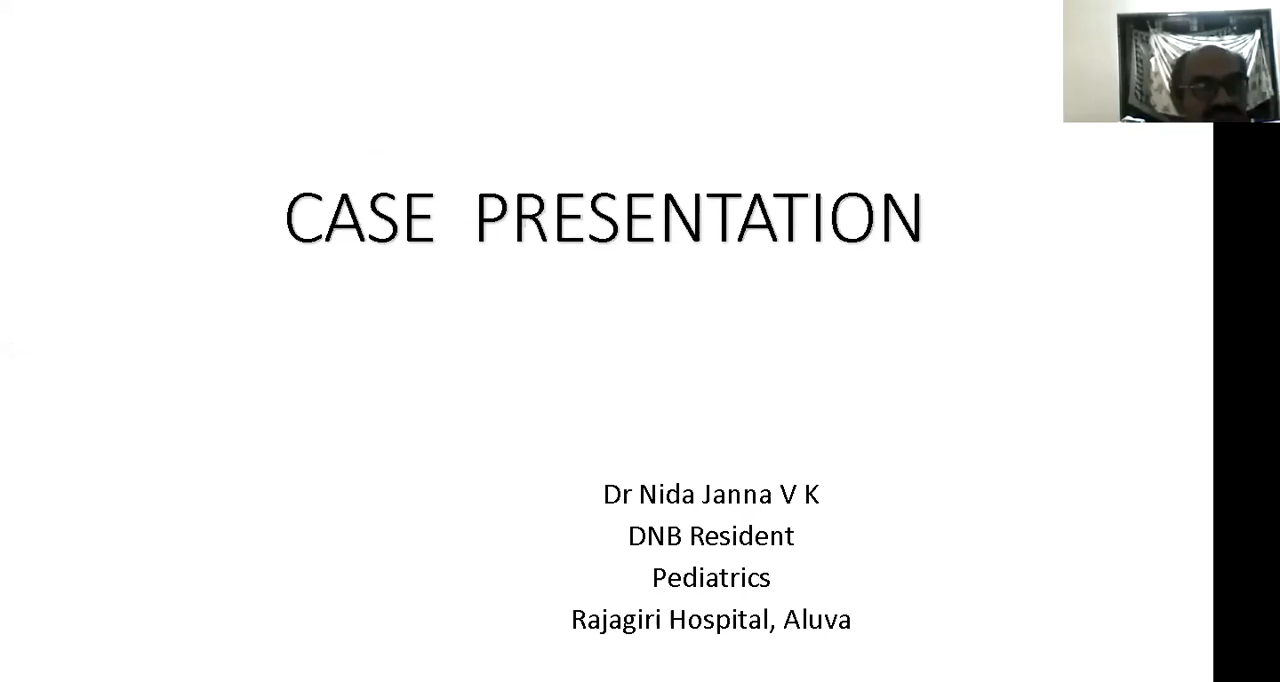 CASE PRESENTATION
Dr Nida Janna V K
DNB Resident
Pediatrics
Rajagiri Hospital, Aluva